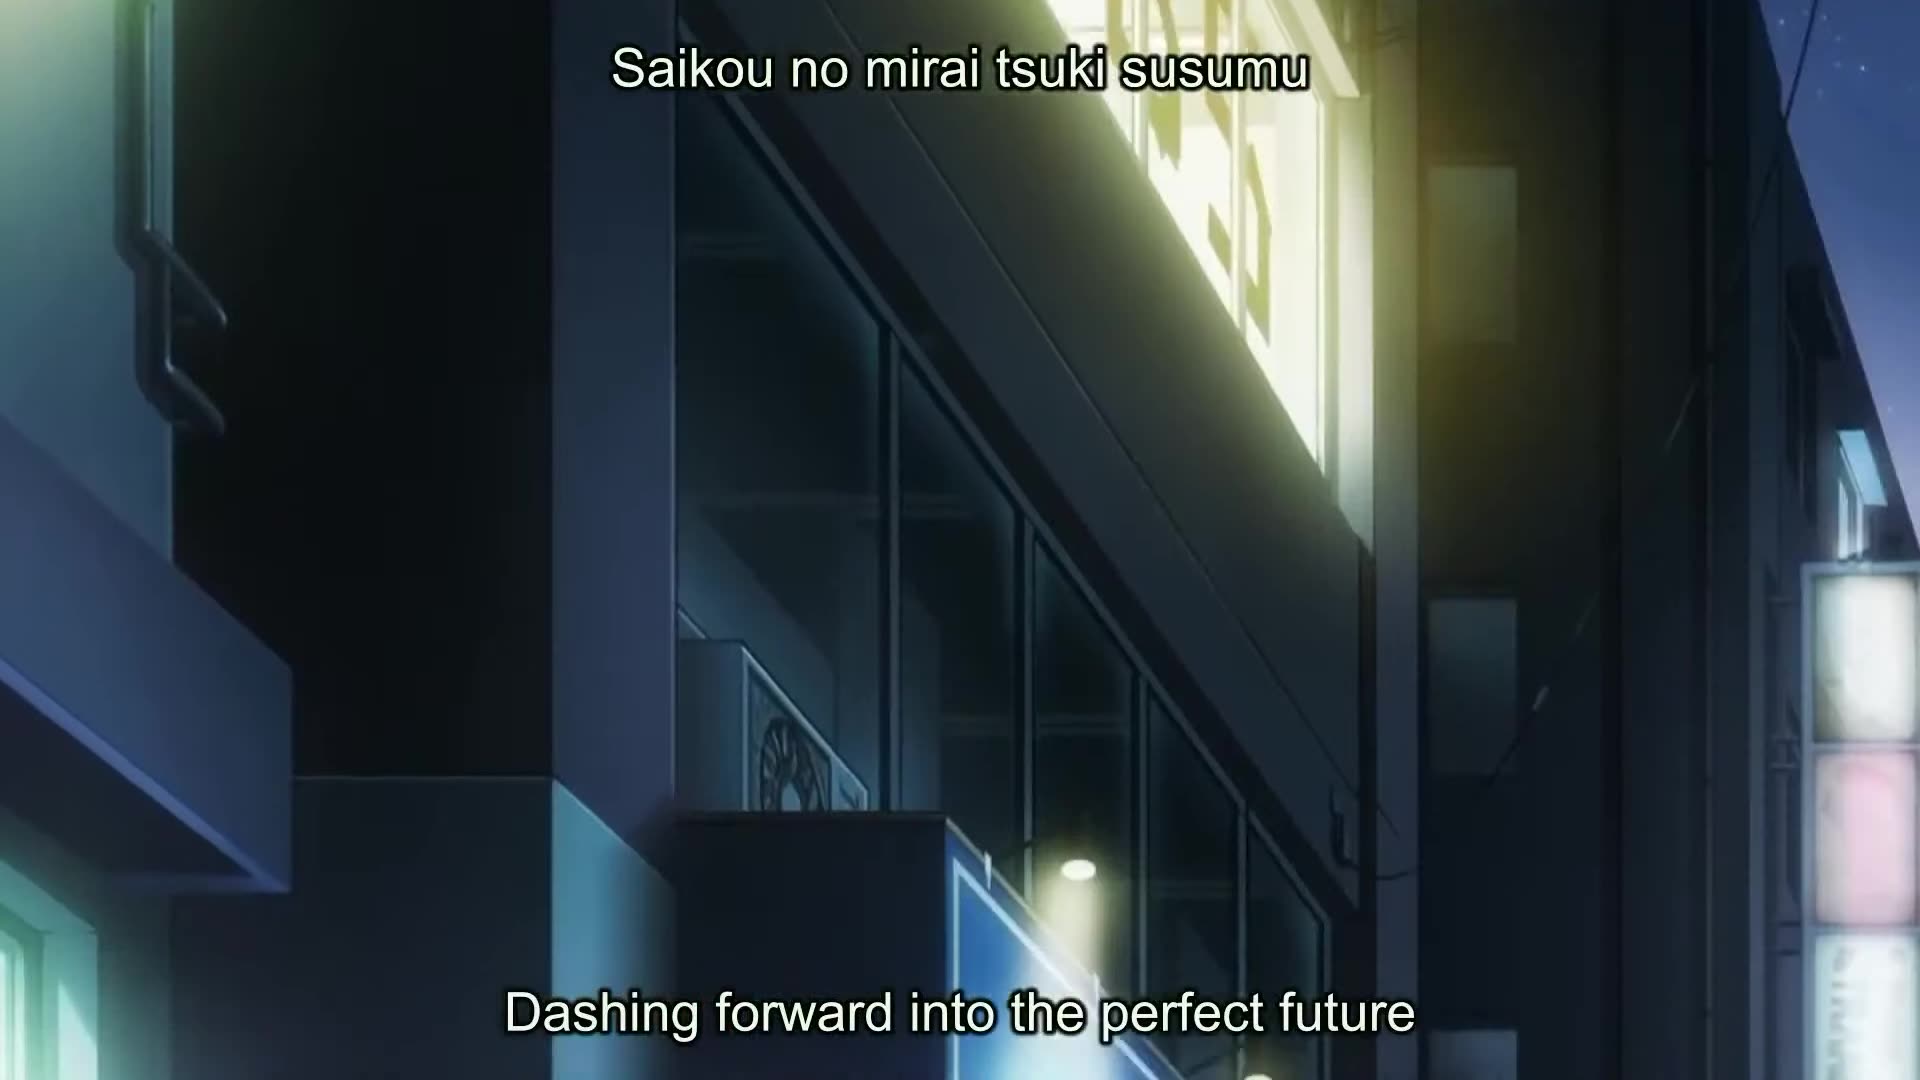 Saikou no mirai tsuki susumu
Dashing forward into the perfect future